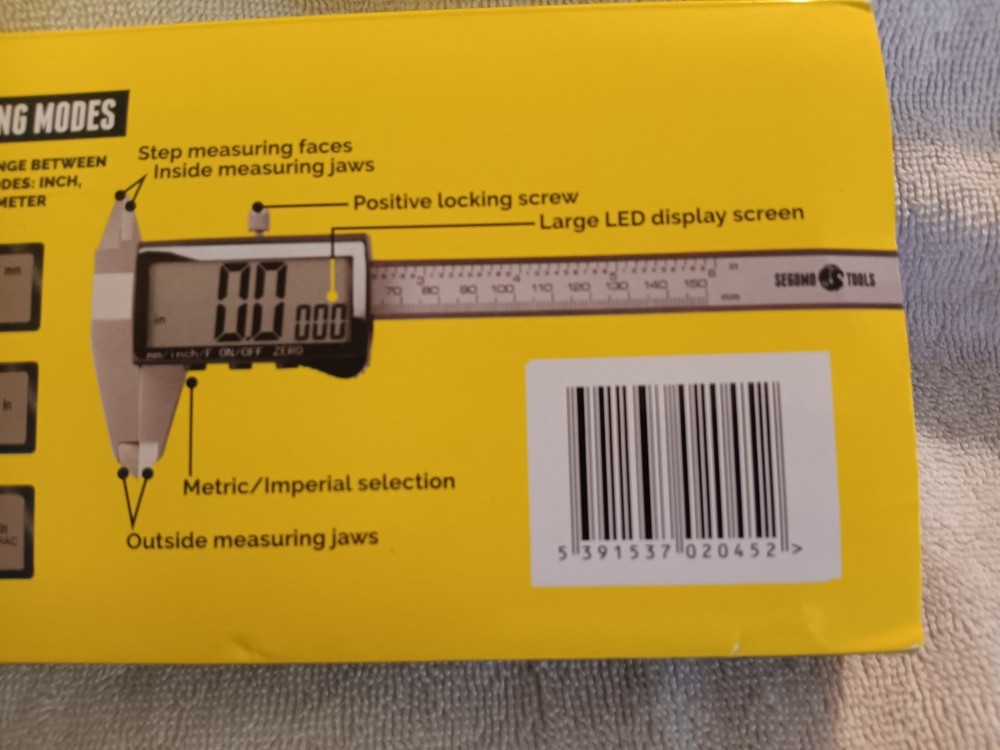 NG MODES
NGE BETWEEN
DES: INCH,
METER
Step measuring faces
Inside measuring jaws
Positive locking screw
Large LED display screen
mm
in
in
0.0 000
mm/inch/F ON/OFF ZERO
70 80 90 100 110 120 130 140 150
in
mm
SEGOMO TOOLS
in
Metric/Imperial selection
Outside measuring jaws
5 391537 020452 >